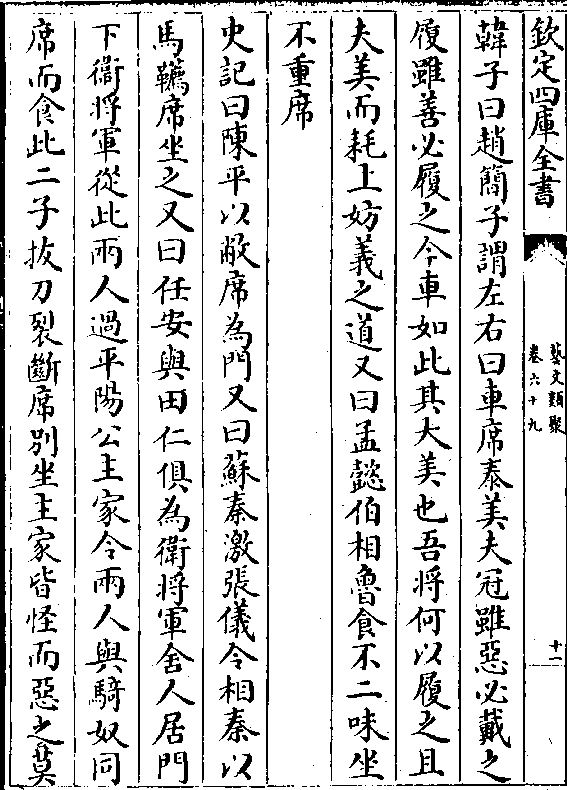 欽定四庫全書
藝文類聚
卷六十九
十一
韓子曰趙簡子謂左右曰車席泰美夫冠雖惡必戴之
履雖善必履之今車如此其大美也吾將何以履之且
夫美而耗上妨義之道又曰孟懿伯相魯食不二味坐
不重席
史記曰陳平以敝席為門又曰蘇秦激張儀令相秦以
馬韉席坐之又曰任安與田仁俱為衛將軍舍人居門
下衛將軍從此兩人過平陽公主家令兩人與騎奴同
席而食此二子拔刀裂斷席別坐主家皆怪而惡之莫